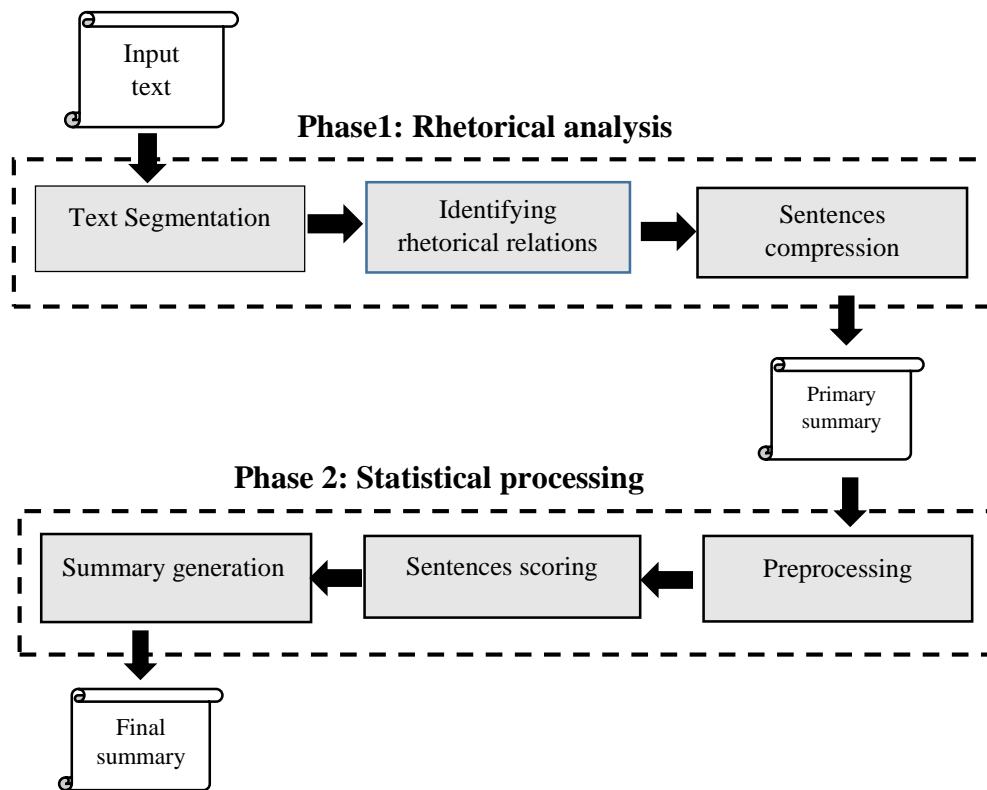 Input
text
Phase1: Rhetorical analysis
Text Segmentation
Identifying
rhetorical relations
Sentences
compression
Primary
summary
Phase 2: Statistical processing
Preprocessing
Sentences scoring
Summary generation
Final
summary